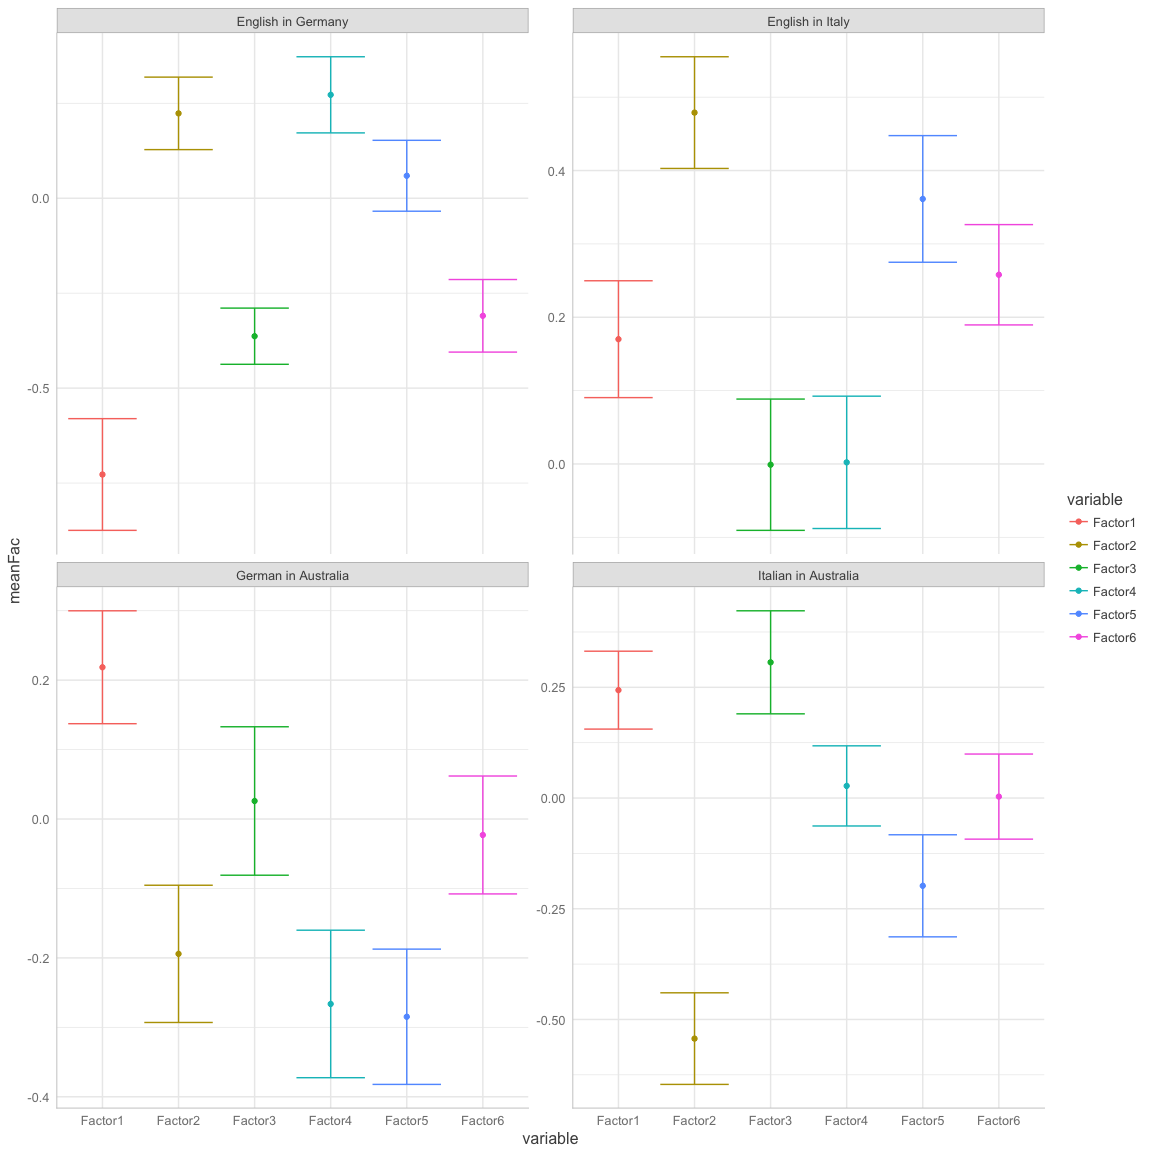 English in Germany
English in Italy
0.0
-0.5
0.4
0.2
0.0
meanFac
German in Australia
Italian in Australia
0.2
0.0
-0.2
-0.4
0.25
0.00
-0.25
-0.50
Factor1 Factor2 Factor3 Factor4 Factor5 Factor6
Factor1 Factor2 Factor3 Factor4 Factor5 Factor6
variable
variable
Factor1
Factor2
Factor3
Factor4
Factor5
Factor6